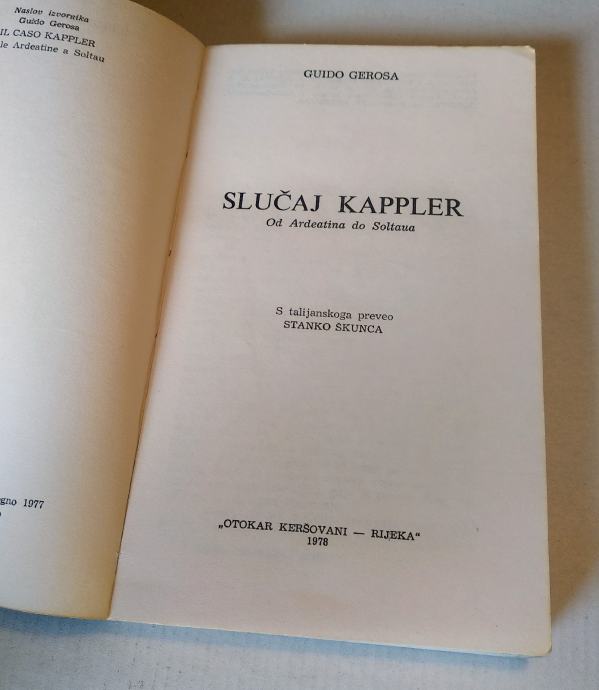 Naslov izvornika
Guido Gerosa
IL CASO KAPPLER
le Ardeatine a Soltau
gno 1977
GUIDO GEROSA
SLUČAJ KAPPLER
Od Ardeatina do Soltaua
S talijanskoga preveo
STANKO ŠKUNCA
„OTOKAR KERŠOVANI — RIJEKA“
1978